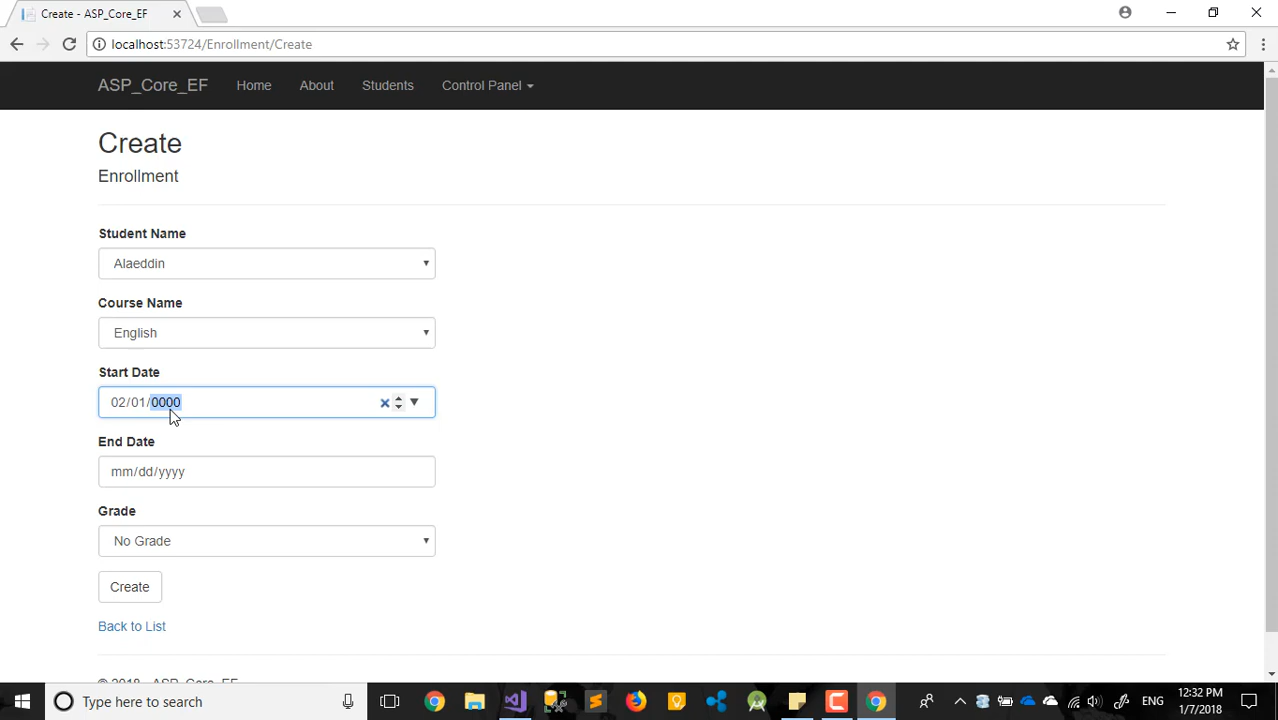 Create - ASP_Core_EF
localhost:53724/Enrollment/Create
ASP_Core_EF Home About Students Control Panel
Create
Enrollment
Student Name
Alaeddin
Course Name
English
Start Date
02/01/0000
End Date
mm/dd/yyyy
Grade
No Grade
Create
Back to List
© 2018 - ASP_Core_EF
Type here to search
ENG
12:32 PM
1/7/2018